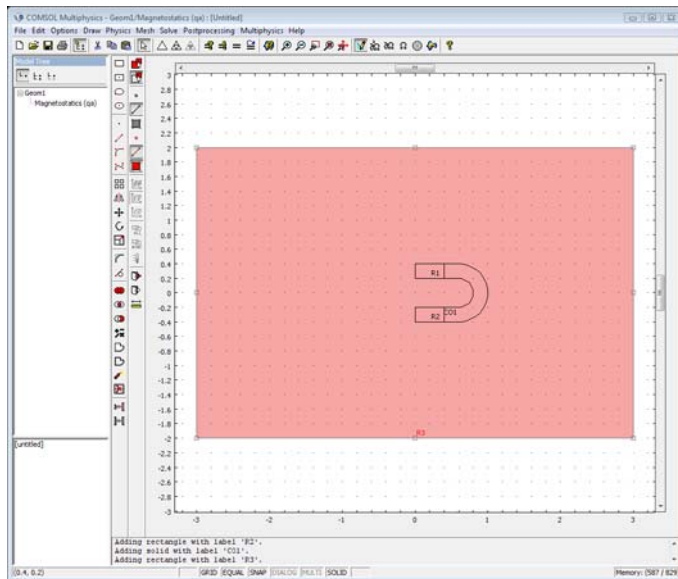 COMSOL Multiphysics - Geom1/Magnetostatics (qa) : [Untitled]
File Edit Options Draw Physics Mesh Solve Postprocessing Multiphysics Help
Model Tree
Geom1
Magnetostatics (qa)
3
2.8
2.6
2.4
2.2
2
1.8
1.6
1.4
1.2
1
0.8
0.6
0.4
R1
0.2
0
-0.2
R2 CO1
-0.4
-0.6
-0.8
-1
-1.2
-1.4
-1.6
-1.8
R3
-2
[untitled]
-2.2
-2.4
-2.6
-2.8
-3
-3 -2 -1 0 1 2 3
Adding rectangle with label 'R2'.
Adding solid with label 'CO1'.
Adding rectangle with label 'R3'.
(0.4, 0.2) GRID EQUAL SNAP DIALOG MULTI SOLID Memory: (587 / 829